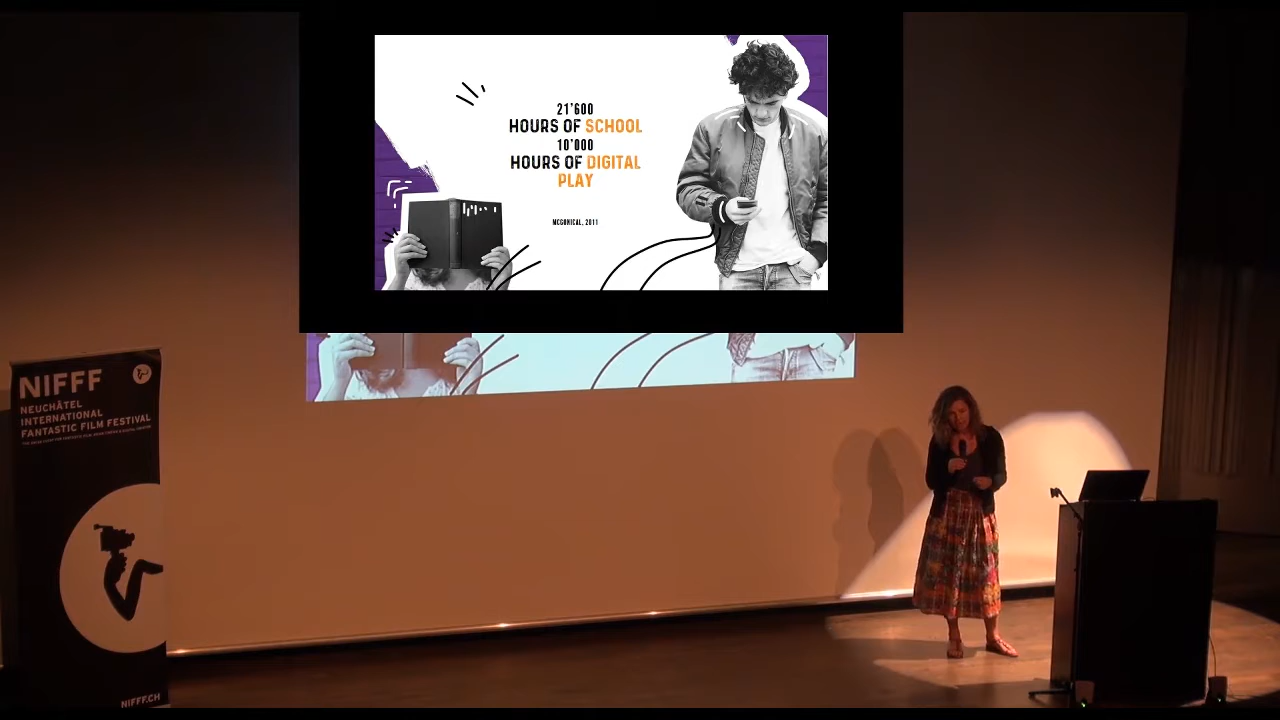 21'600
HOURS OF SCHOOL
10'000
HOURS OF DIGITAL
PLAY
MCGONICAL, 2011
NIFFF
NEUCHÂTEL
INTERNATIONAL
FANTASTIC FILM FESTIVAL
NIFFF.CH